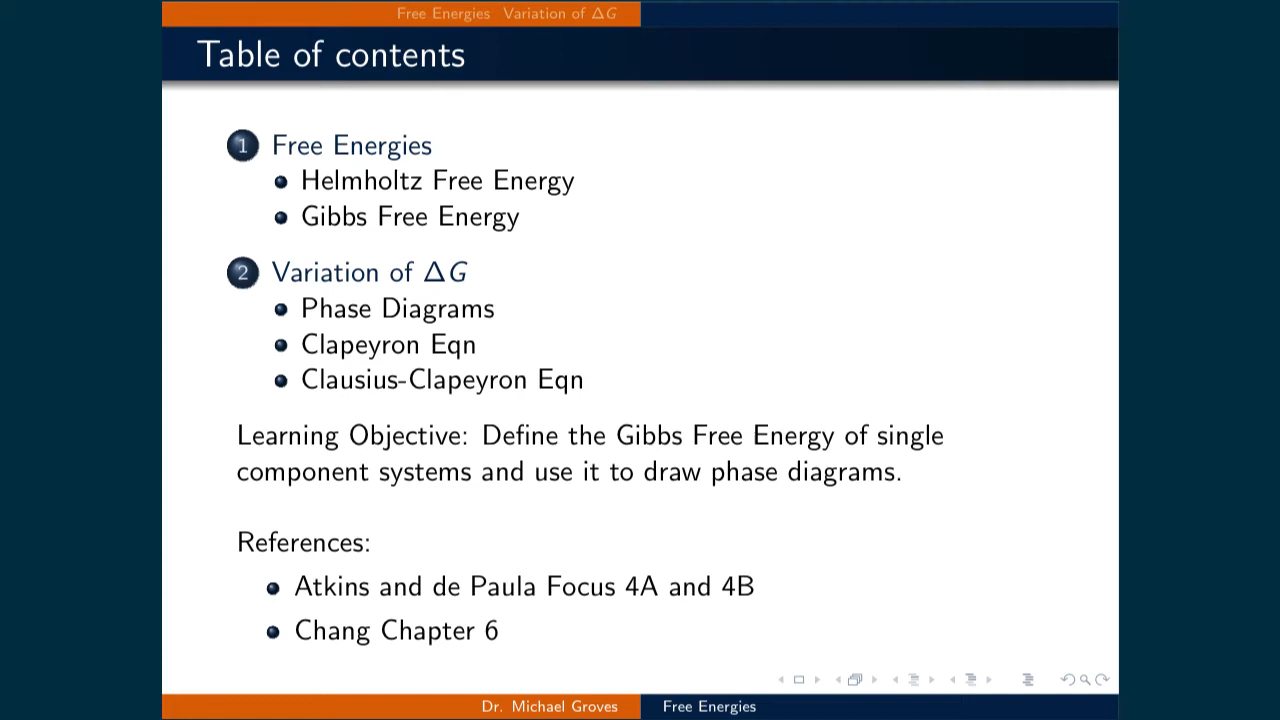 Free Energies Variation of ΔG
Table of contents
1 Free Energies
Helmholtz Free Energy
Gibbs Free Energy
2 Variation of ΔG
Phase Diagrams
Clapeyron Eqn
Clausius-Clapeyron Eqn
Learning Objective: Define the Gibbs Free Energy of single
component systems and use it to draw phase diagrams.
References:
Atkins and de Paula Focus 4A and 4B
Chang Chapter 6
Dr. Michael Groves Free Energies